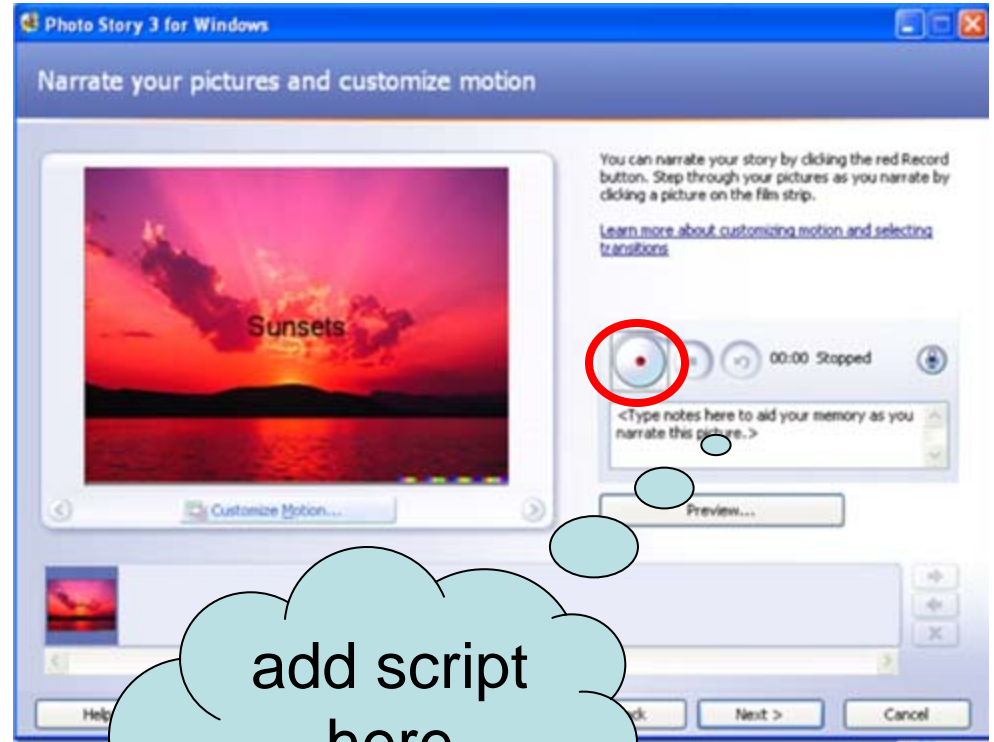 Photo Story 3 for Windows
Narrate your pictures and customize motion
You can narrate your story by clicking the red Record
button. Step through your pictures as you narrate by
clicking a picture on the film strip.
Learn more about customizing motion and selecting
transitions
Sunsets
00:00 Stopped
<Type notes here to aid your memory as you
narrate this picture.>
Customize Motion...
Preview...
add script
here
Help
Next >
Cancel